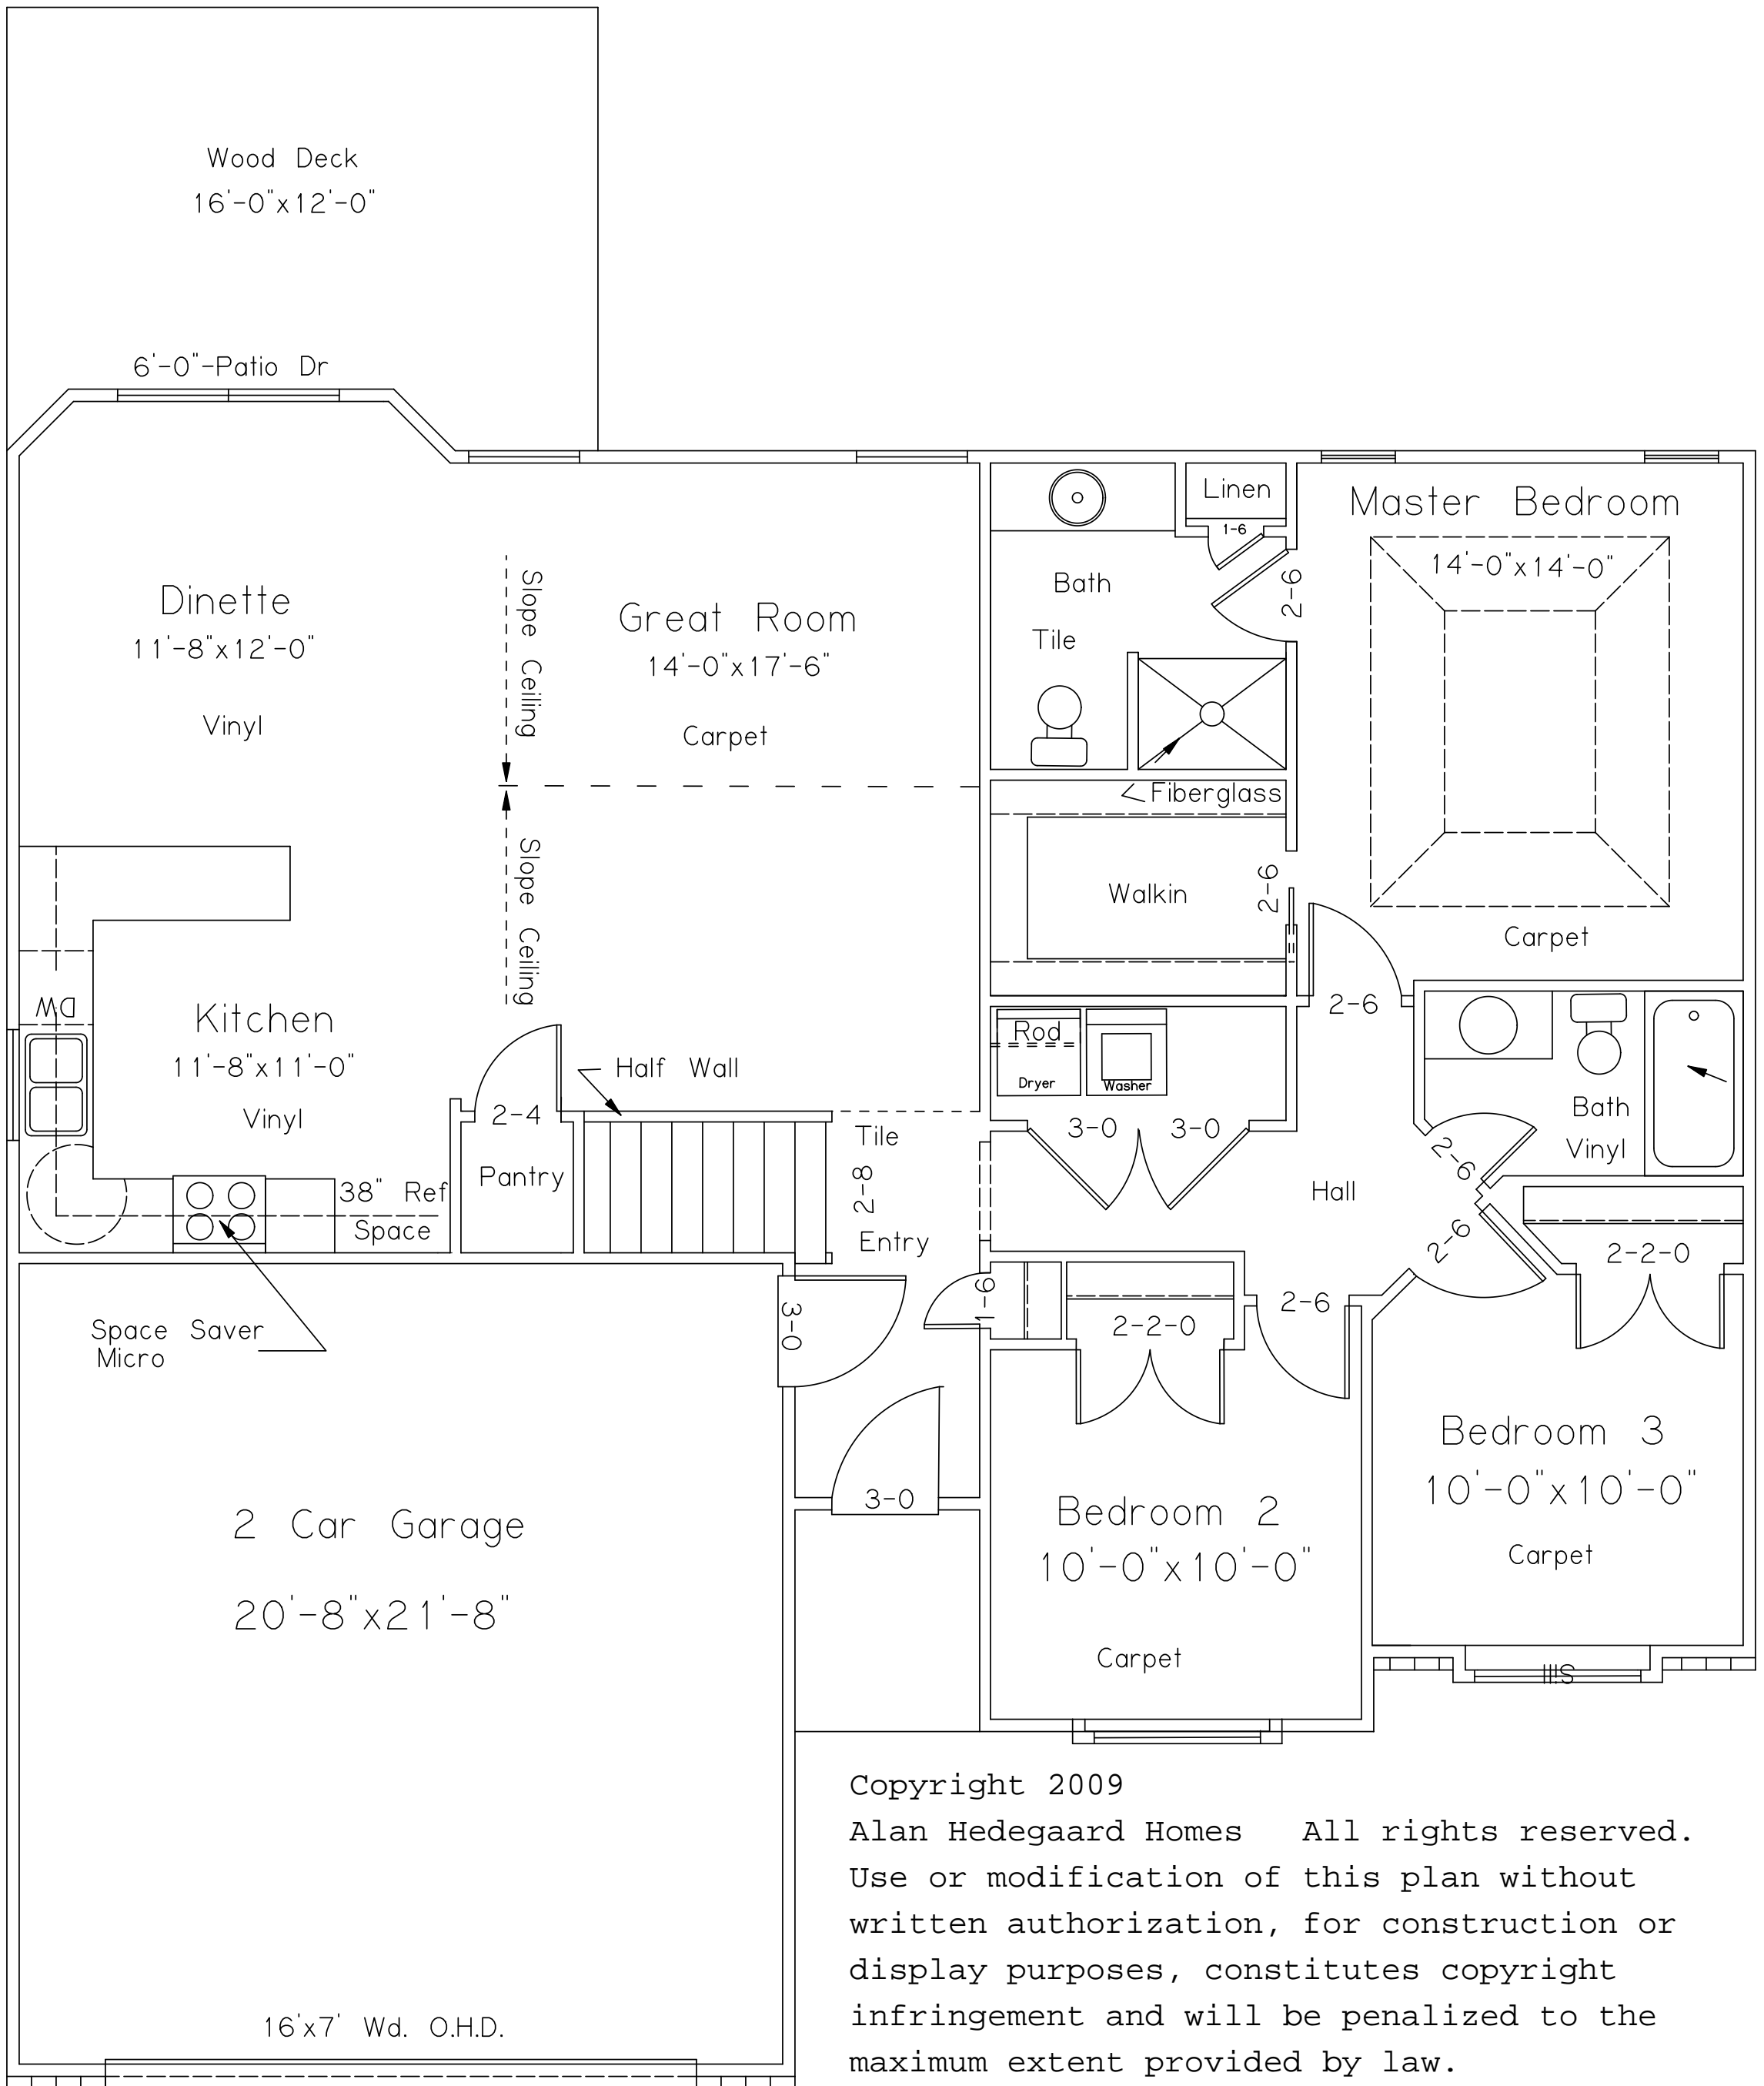 Wood Deck
16'-0"x12'-0"
6'-0"-Patio Dr
Linen
1-6
Master Bedroom
14'-0"x14'-0"
Bath
Tile
2-6
Dinette
11'-8"x12'-0"
Vinyl
Slope Ceiling
Great Room
14'-0"x17'-6"
Carpet
Fiberglass
Slope Ceiling
Walkin
2-6
Carpet
2-6
DW
Kitchen
11'-8"x11'-0"
Vinyl
Half Wall
2-4
Pantry
38" Ref
Space
Rod
Dryer
Washer
3-0
3-0
Tile
2-8
Entry
Hall
Bath
Vinyl
2-6
2-6
2-2-0
Space Saver
Micro
3-0
1-6
2-2-0
2-6
3-0
Bedroom 3
10'-0"x10'-0"
Carpet
Bedroom 2
10'-0"x10'-0"
Carpet
2 Car Garage
20'-8"x21'-8"
Sill
16'x7' Wd. O.H.D.
Copyright 2009
Alan Hedegaard Homes   All rights reserved.
Use or modification of this plan without
written authorization, for construction or
display purposes, constitutes copyright
infringement and will be penalized to the
maximum extent provided by law.